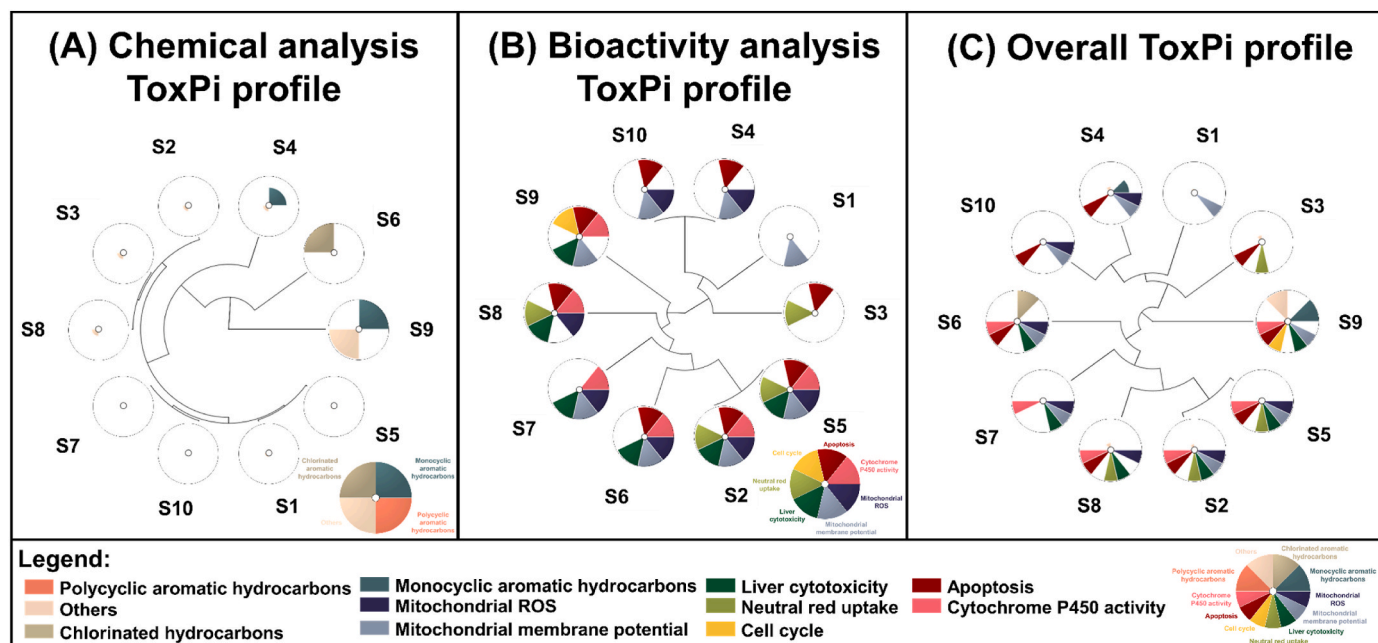 (A) Chemical analysis
ToxPi profile
S2
S4
S3
S6
S8
S9
S7
S5
S10
S1
Chlorinated
aromatic
hydrocarbons
Monocyclic
aromatic
hydrocarbons
Others
Polycyclic
aromatic
hydrocarbons
(B) Bioactivity analysis
ToxPi profile
S10
S4
S9
S1
S8
S3
S7
S5
S6
S2
Apoptosis
Cell cycle
Cytochrome
P450 activity
Neutral red
uptake
Mitochondrial
ROS
Liver
cytotoxicity
Mitochondrial
membrane potential
(C) Overall ToxPi profile
S4
S1
S10
S3
S6
S9
S7
S5
S8
S2
Legend:
Polycyclic aromatic hydrocarbons
Others
Chlorinated hydrocarbons
Monocyclic aromatic hydrocarbons
Mitochondrial ROS
Mitochondrial membrane potential
Liver cytotoxicity
Neutral red uptake
Cell cycle
Apoptosis
Cytochrome P450 activity
Others
Chlorinated aromatic
hydrocarbons
Polycyclic aromatic
hydrocarbons
Monocyclic aromatic
hydrocarbons
Cytochrome
P450 activity
Mitochondrial
ROS
Apoptosis
Mitochondrial
membrane potential
Cell cycle
Liver cytotoxicity
Neutral red uptake